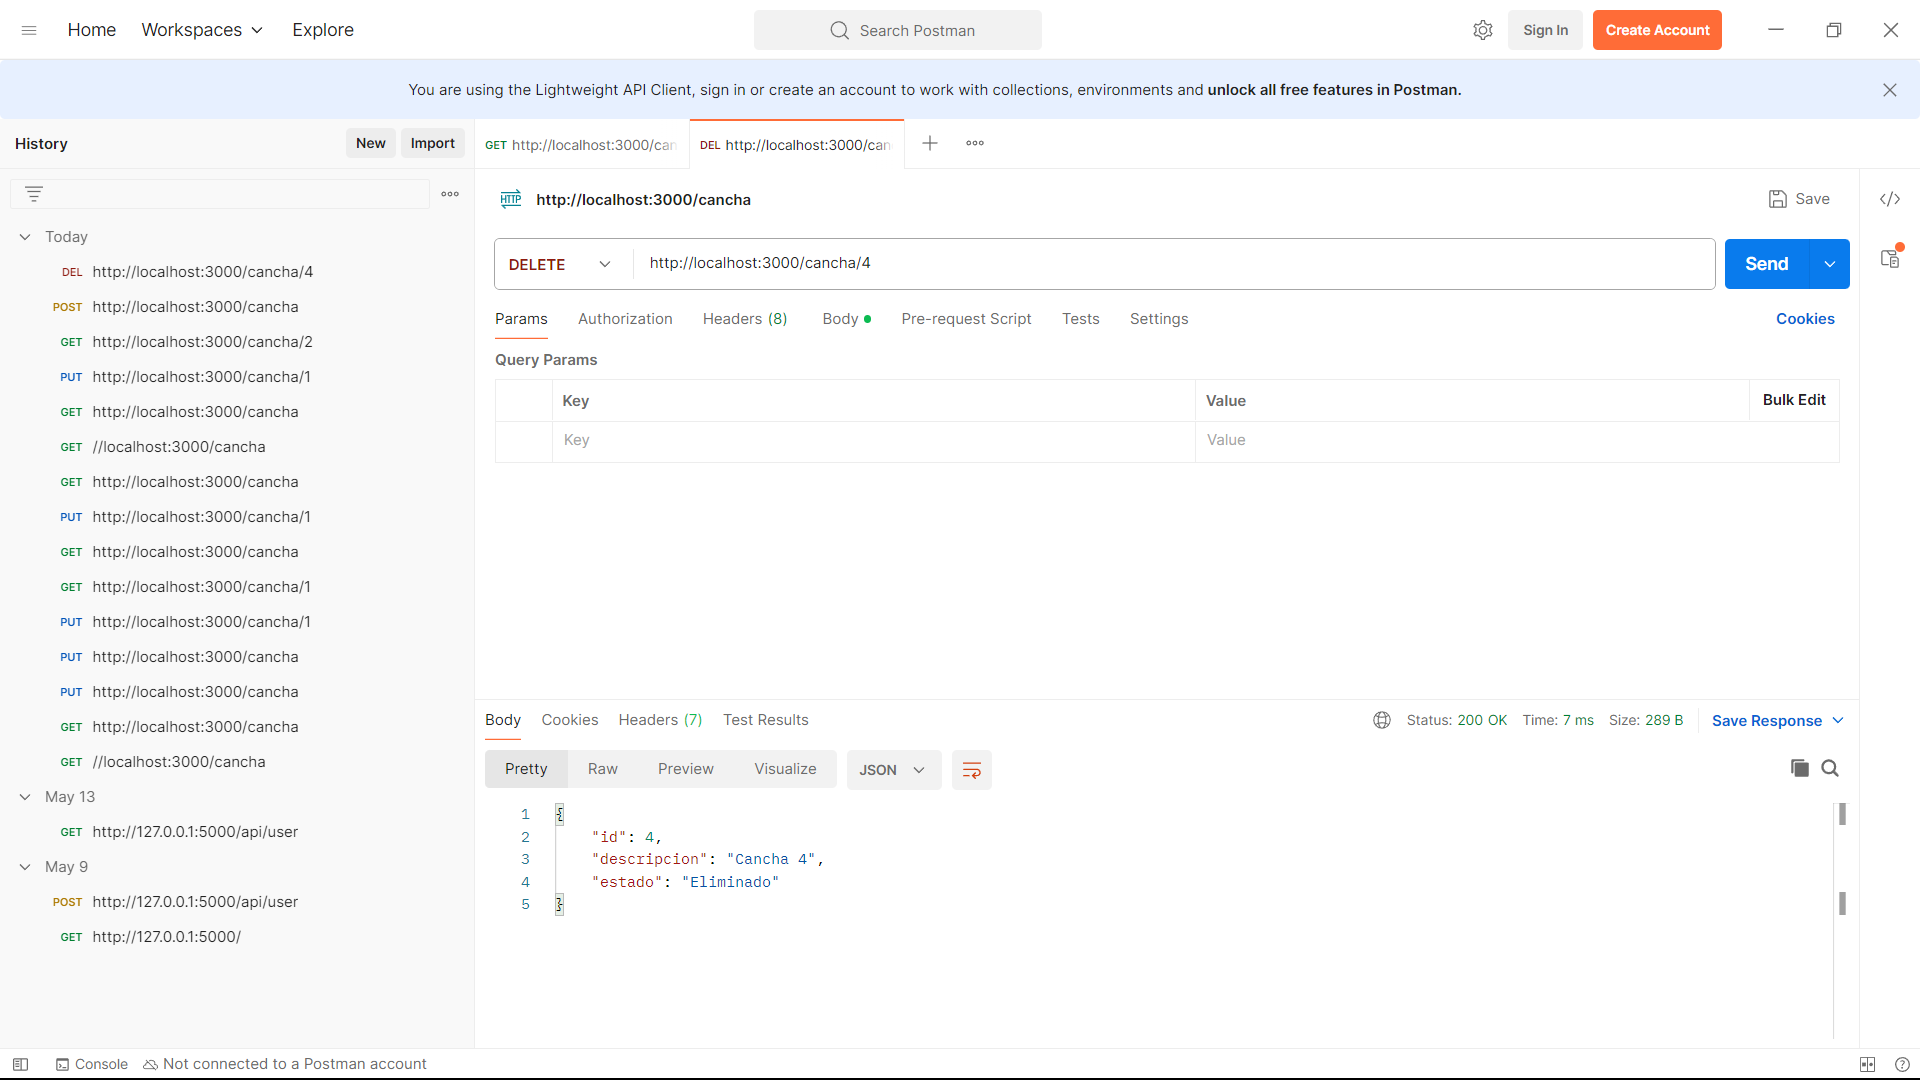 Home Workspaces Explore Search Postman Sign In Create Account
You are using the Lightweight API Client, sign in or create an account to work with collections, environments and unlock all free features in Postman.
History New Import
GET http://localhost:3000/can
DEL http://localhost:3000/can
Today
DEL http://localhost:3000/cancha/4
POST http://localhost:3000/cancha
GET http://localhost:3000/cancha/2
PUT http://localhost:3000/cancha/1
GET http://localhost:3000/cancha
GET //localhost:3000/cancha
GET http://localhost:3000/cancha
PUT http://localhost:3000/cancha/1
GET http://localhost:3000/cancha
GET http://localhost:3000/cancha/1
PUT http://localhost:3000/cancha/1
PUT http://localhost:3000/cancha
PUT http://localhost:3000/cancha
GET http://localhost:3000/cancha
GET //localhost:3000/cancha
May 13
GET http://127.0.0.1:5000/api/user
May 9
POST http://127.0.0.1:5000/api/user
GET http://127.0.0.1:5000/
HTTP http://localhost:3000/cancha Save
DELETE http://localhost:3000/cancha/4 Send
Params Authorization Headers (8) Body Pre-request Script Tests Settings Cookies
Query Params
Key Value Bulk Edit
Key Value
Body Cookies Headers (7) Test Results Status: 200 OK Time: 7 ms Size: 289 B Save Response
Pretty Raw Preview Visualize JSON
1 {
2 "id": 4,
3 "descripcion": "Cancha 4",
4 "estado": "Eliminado"
5 }
Console Not connected to a Postman account